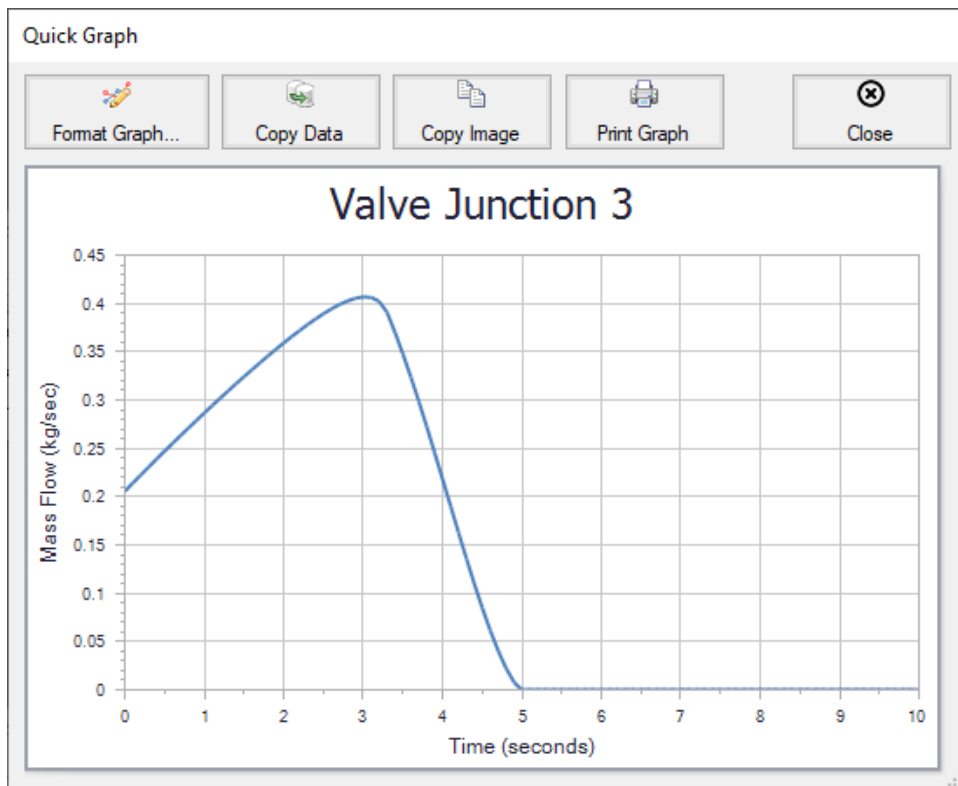 Quick Graph
Format Graph...
Copy Data
Copy Image
Print Graph
Close
Valve Junction 3
Mass Flow (kg/sec)
0.45
0.4
0.35
0.3
0.25
0.2
0.15
0.1
0.05
0
0 1 2 3 4 5 6 7 8 9 10
Time (seconds)